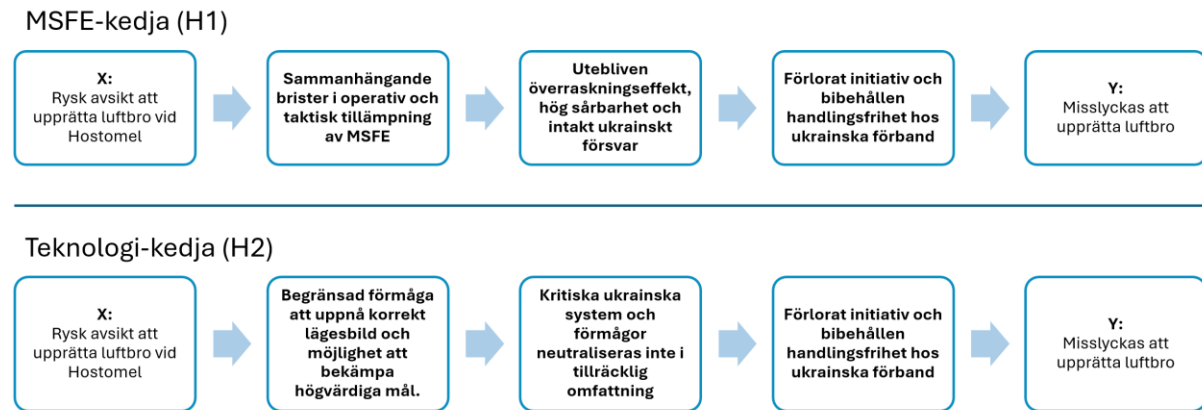 MSFE-kedja (H1)
X:
Rysk avsikt att
upprätta luftbro vid
Hostomel
Sammanhängande
brister i operativ och
taktisk tillämpning
av MSFE
Utebliven
överraskningseffekt,
hög sårbarhet och
intakt ukrainskt
försvar
Förlorat initiativ och
bibehållen
handlingsfrihet hos
ukrainska förband
Y:
Misslyckas att
upprätta luftbro
Teknologi-kedja (H2)
X:
Rysk avsikt att
upprätta luftbro vid
Hostomel
Begränsad förmåga
att uppnå korrekt
lägesbild och
möjlighet att
bekämpa
högvärdiga mål.
Kritiska ukrainska
system och
förmågor
neutraliseras inte i
tillräcklig
omfattning
Förlorat initiativ och
bibehållen
handlingsfrihet hos
ukrainska förband
Y:
Misslyckas att
upprätta luftbro